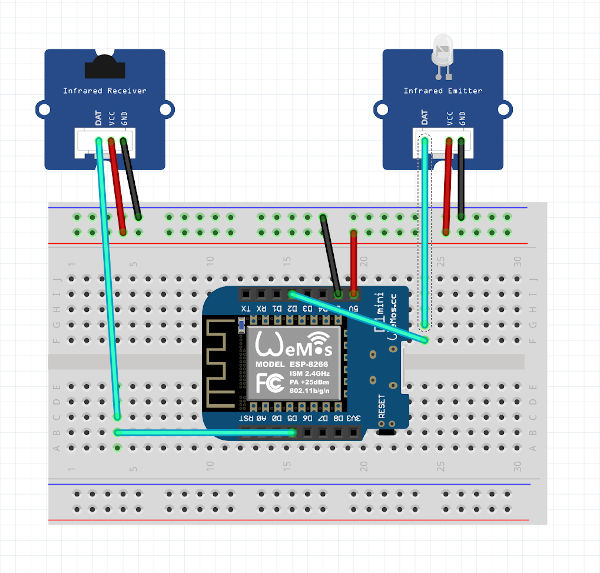 Infrared Receiver
DAT
VCC
GND
Infrared Emitter
DAT
VCC
GND
1 5 10 15 20 25 30
J
I
H
G
F
TX RX D1 D2 D3 D4 5V
D1 mini
WeMos.cc
WeMos
MODEL ESP-8266
ISM 2.4GHz
PA +25dBm
802.11b/g/n
FC
RST A0 D0 D5 D6 D7 D8 3V3
RESET
E
D
C
B
A
1 5 10 15 20 25 30